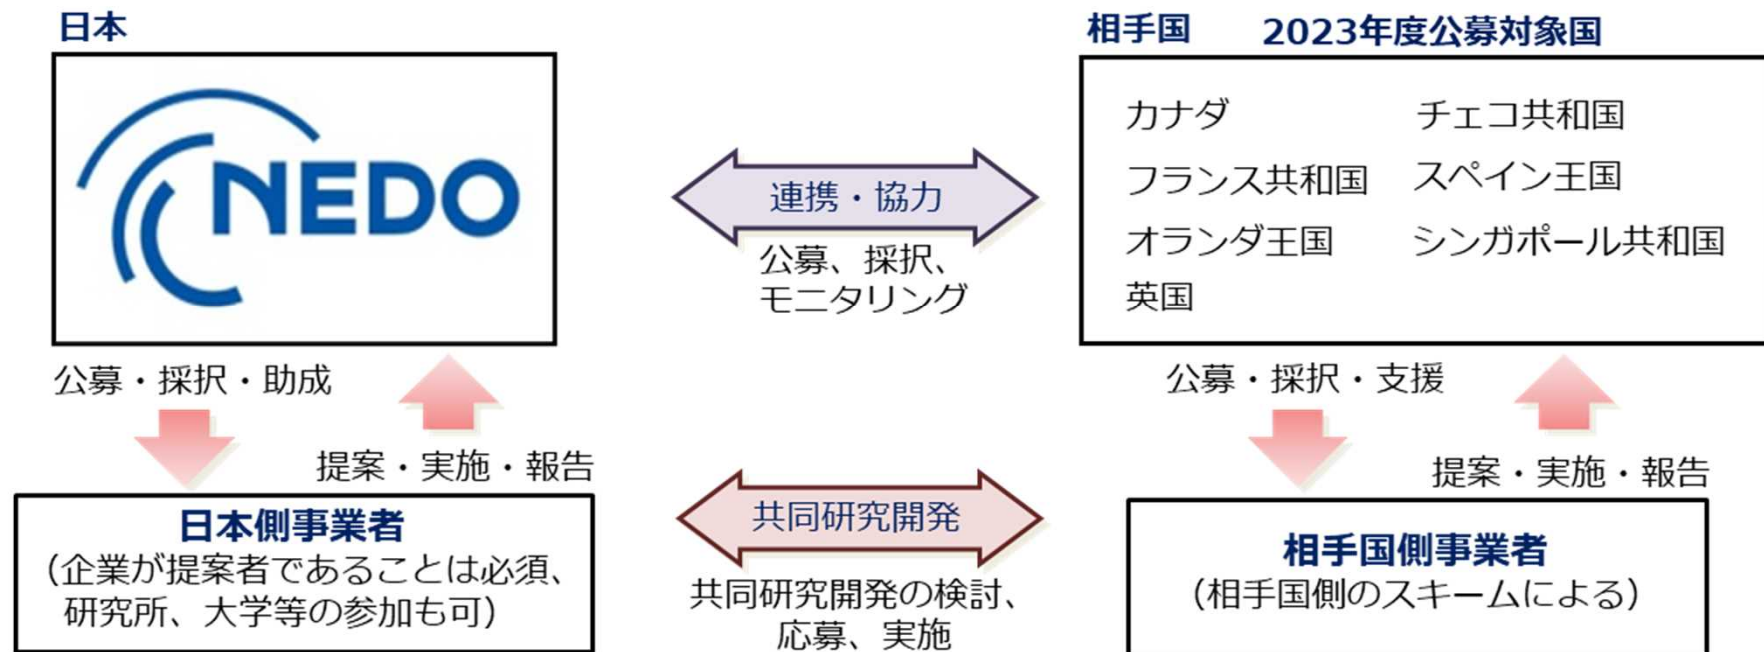 日本
NEDO
公募・採択・助成
提案・実施・報告
日本側事業者
（企業が提案者であることは必須、
研究所、大学等の参加も可）
連携・協力
公募、採択、
モニタリング
共同研究開発
共同研究開発の検討、
応募、実施
相手国 2023年度公募対象国
カナダ チェコ共和国
フランス共和国 スペイン王国
オランダ王国 シンガポール共和国
英国
公募・採択・支援
提案・実施・報告
相手国側事業者
（相手国側のスキームによる）